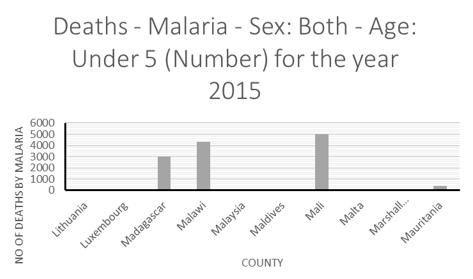 Deaths - Malaria - Sex: Both - Age:
Under 5 (Number) for the year
2015
NO OF DEATHS BY MALARIA
6000
5000
4000
3000
2000
1000
0
Lithuania
Luxembourg
Madagascar
Malawi
Malaysia
Maldives
Mali
Malta
Marshall...
Mauritania
COUNTY